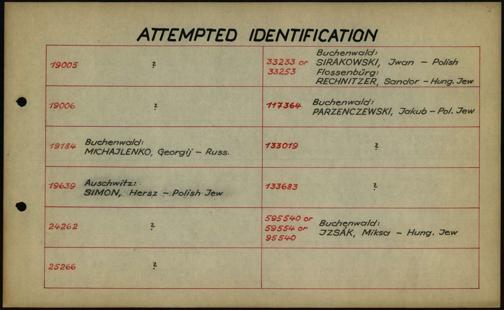 ATTEMPTED IDENTIFICATION
19005 ?
19006 ?
19184 Buchenwald:
MICHAJLENKO, Georgij – Russ.
19639 Auschwitz:
SIMON, Hersz – Polish Jew
24262 ?
25266 ?
33233 or
33253
Buchenwald:
SIRAKOWSKI, Jwan – Polish
Flossenbürg:
RECHNITZER, Sandor – Hung. Jew
117364 Buchenwald:
PARZENCZEWSKI, Jakub – Pol. Jew
133019 ?
133683 ?
595540 or
59554 or
95540
Buchenwald:
JZSÁK, Miksa – Hung. Jew